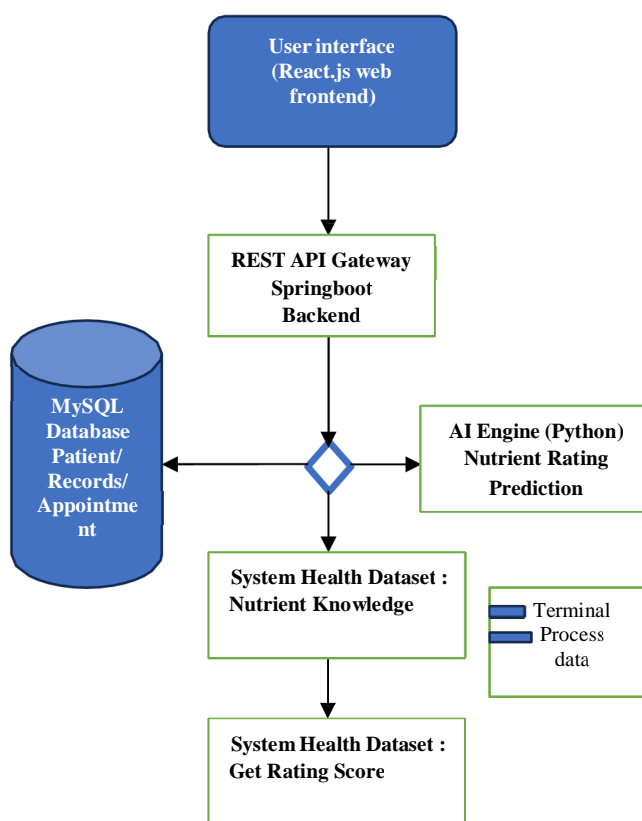 User interface
(React.js web
frontend)
REST API Gateway
Springboot
Backend
MySQL
Database
Patient/
Records/
Appointme
nt
AI Engine (Python)
Nutrient Rating
Prediction
System Health Dataset :
Nutrient Knowledge
Terminal
Process
data
System Health Dataset :
Get Rating Score